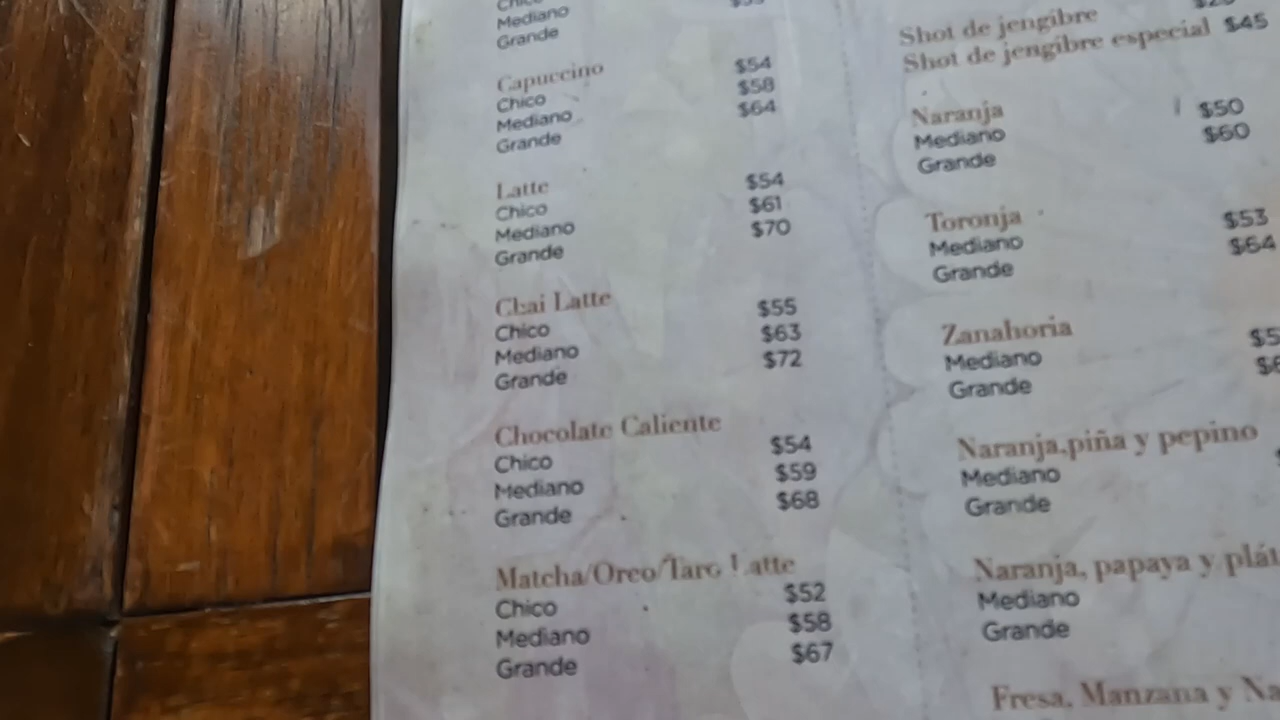 Chico
Mediano
Grande
Capuccino
Chico $54
Mediano $58
Grande $64
Latte
Chico $54
Mediano $61
Grande $70
Chai Latte
Chico $55
Mediano $63
Grande $72
Chocolate Caliente
Chico $54
Mediano $59
Grande $68
Matcha/Oreo/Taro Latte
Chico $52
Mediano $58
Grande $67
Shot de jengibre
Shot de jengibre especial $45
Naranja
Mediano $50
Grande $60
Toronja
Mediano $53
Grande $64
Zanahoria
Mediano
Grande
Naranja,piña y pepino
Mediano
Grande
Naranja, papaya y
Mediano
Grande
Fresa, Manzana y